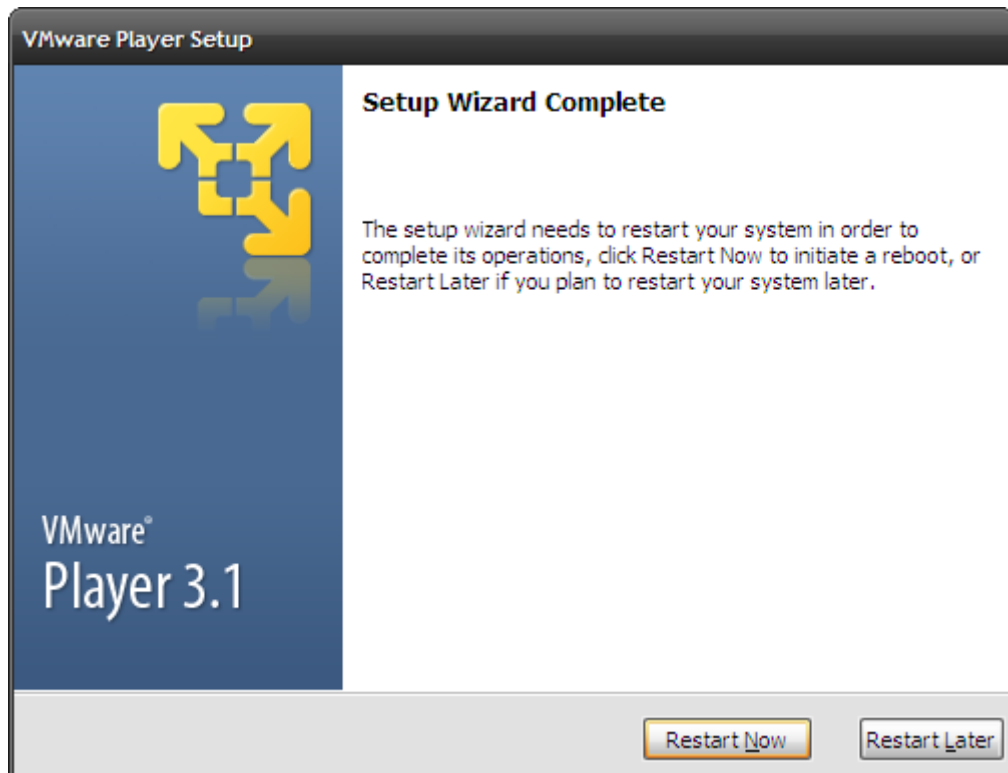 VMware Player Setup
Setup Wizard Complete
The setup wizard needs to restart your system in order to
complete its operations, click Restart Now to initiate a reboot, or
Restart Later if you plan to restart your system later.
VMware®
Player 3.1
Restart Now
Restart Later